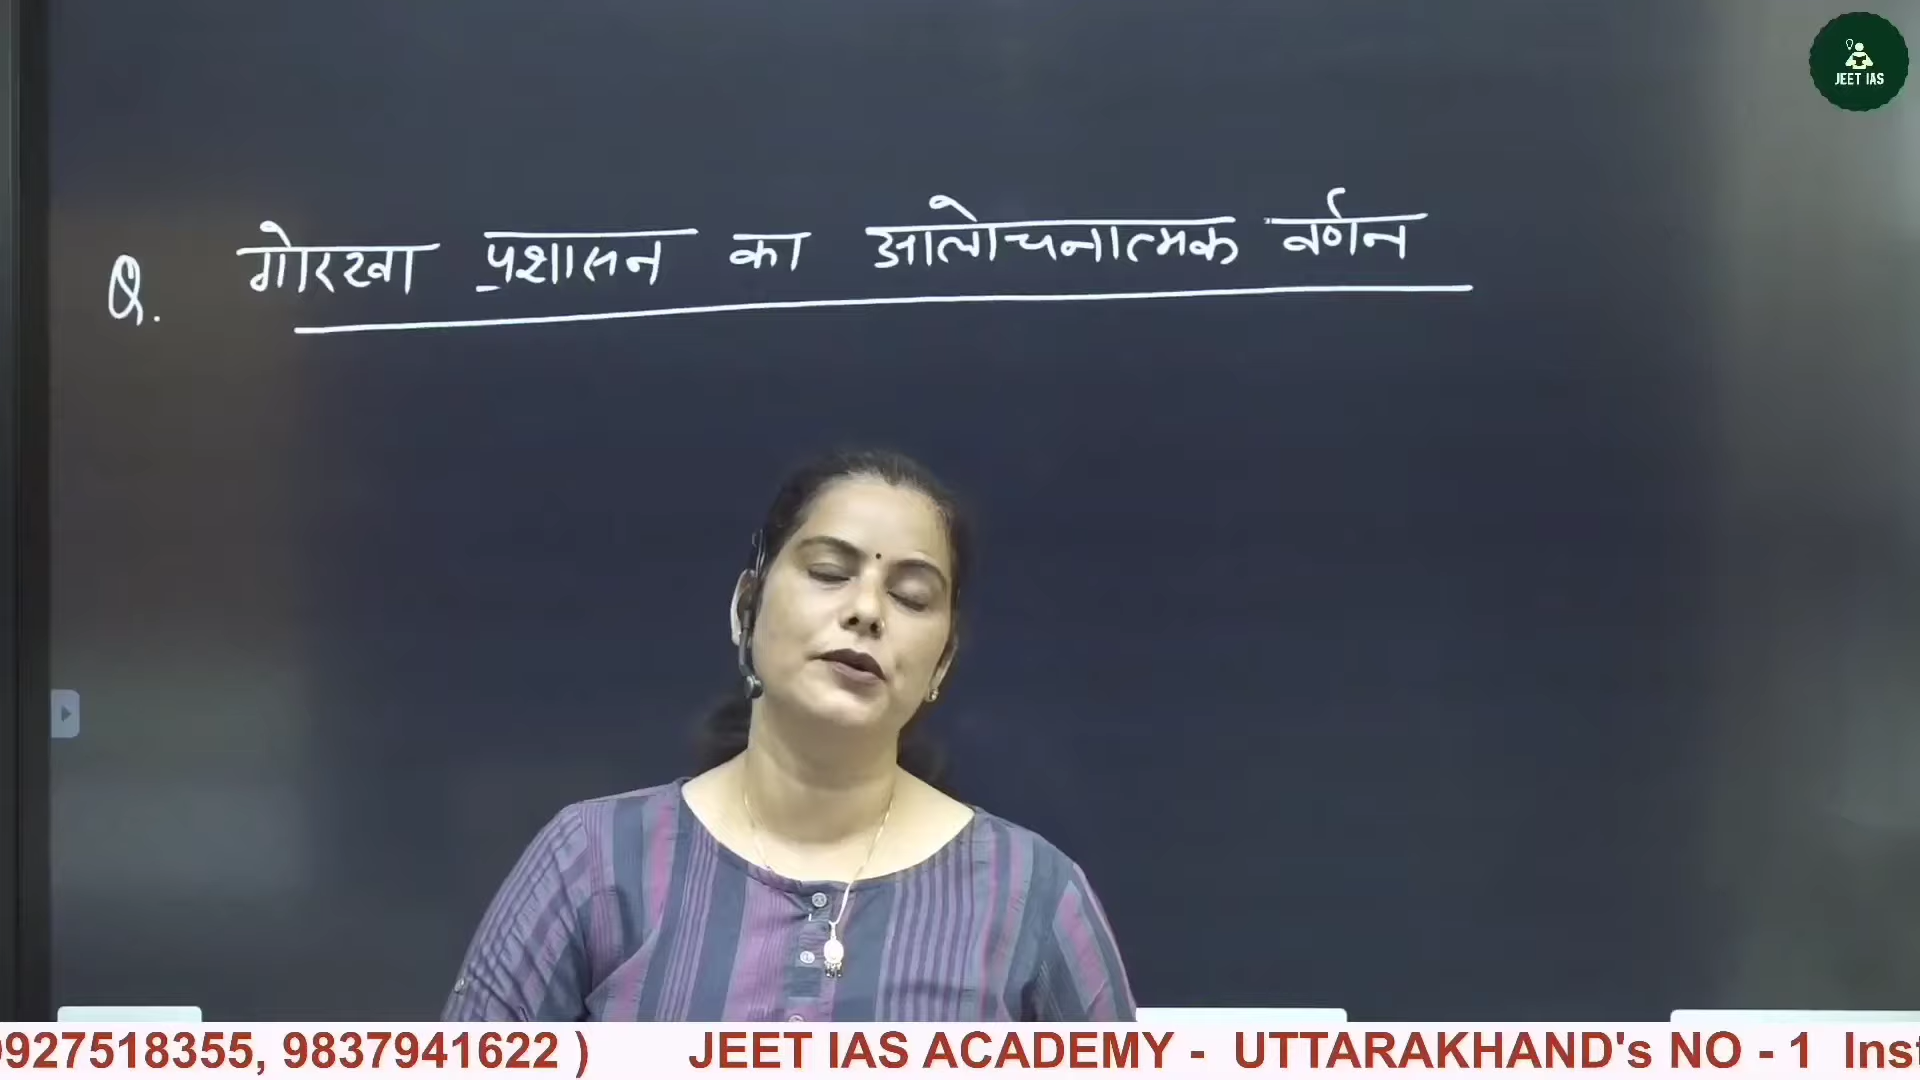 JEET IAS
Q. गोरखा प्रशासन का आलोचनात्मक वर्णन
9927518355, 9837941622 ) JEET IAS ACADEMY - UTTARAKHAND's NO - 1 Inst